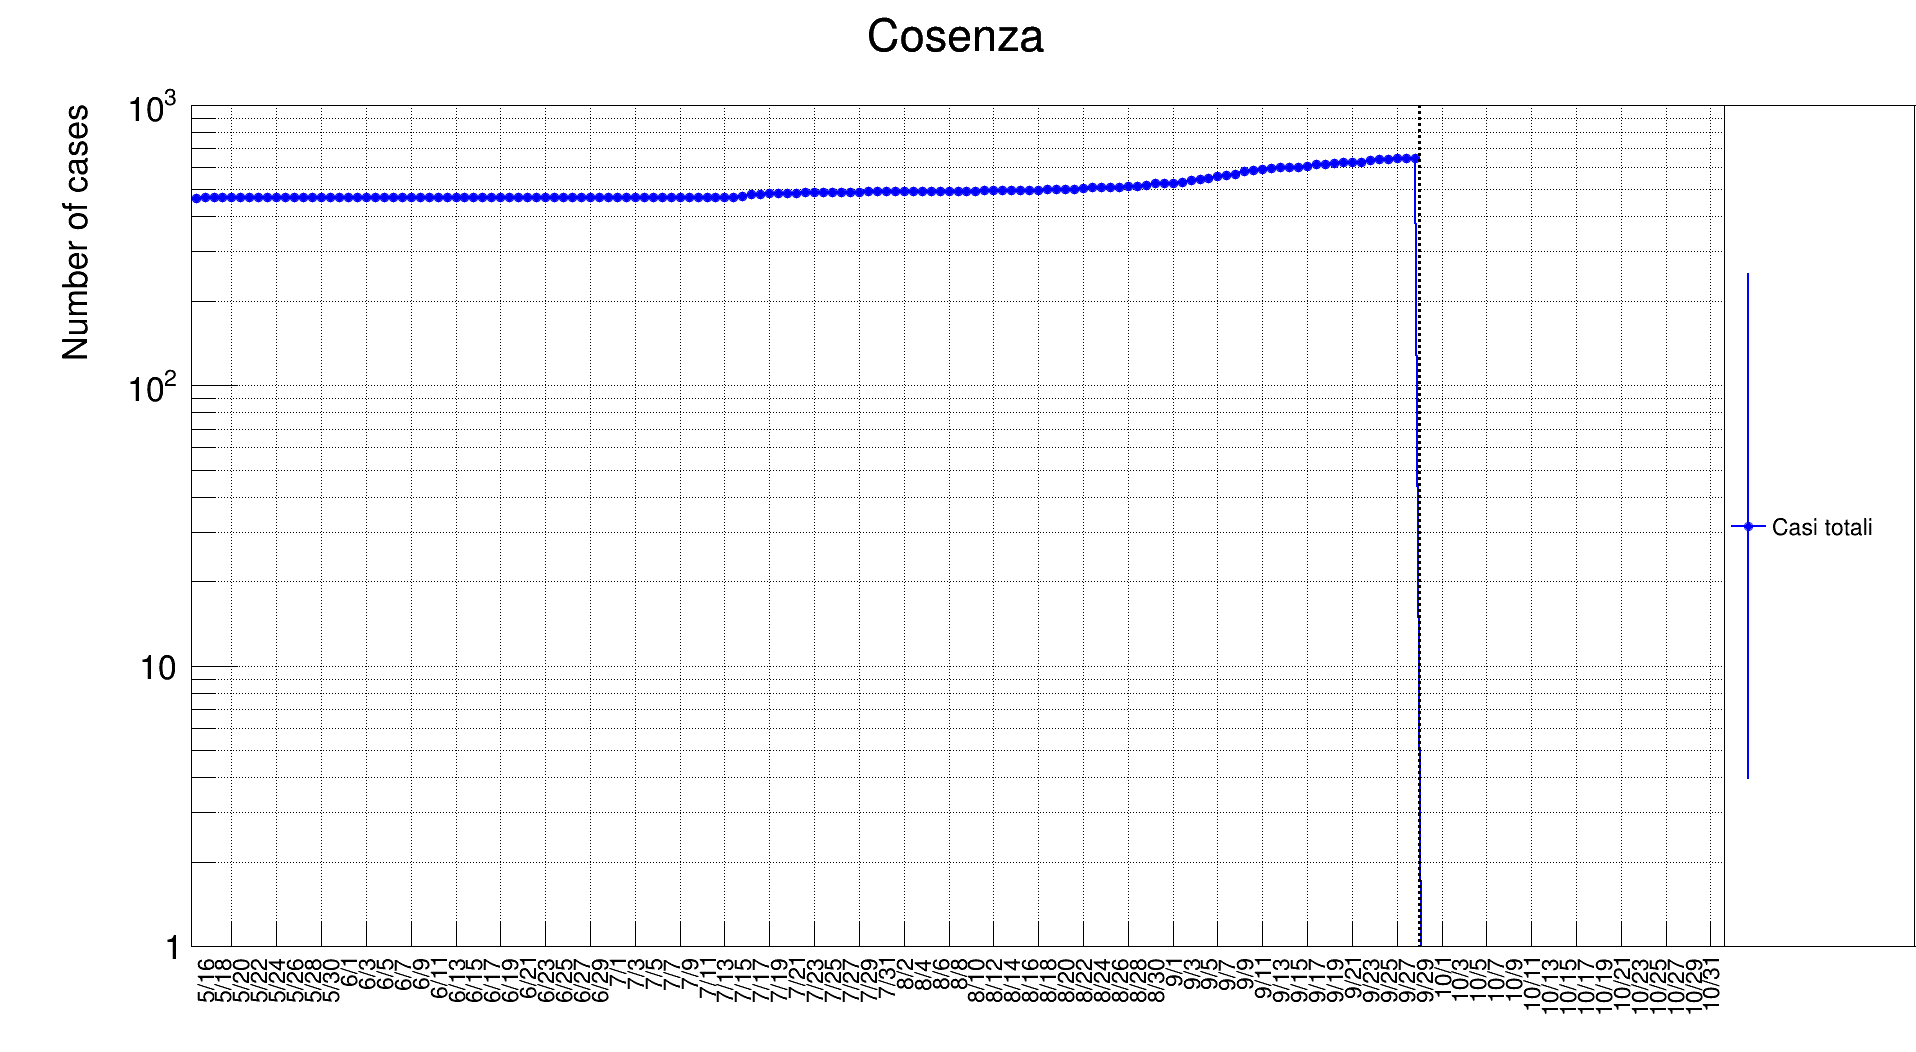 Cosenza
Number of cases
10³
10²
10
1
5/16 5/18 5/20 5/22 5/24 5/26 5/28 5/30 6/1 6/3 6/5 6/7 6/9 6/11 6/13 6/15 6/17 6/19 6/21 6/23 6/25 6/27 6/29 7/1 7/3 7/5 7/7 7/9 7/11 7/13 7/15 7/17 7/19 7/21 7/23 7/25 7/27 7/29 7/31 8/2 8/4 8/6 8/8 8/10 8/12 8/14 8/16 8/18 8/20 8/22 8/24 8/26 8/28 8/30 9/1 9/3 9/5 9/7 9/9 9/11 9/13 9/15 9/17 9/19 9/21 9/23 9/25 9/27 9/29 10/1 10/3 10/5 10/7 10/9 10/11 10/13 10/15 10/17 10/19 10/21 10/23 10/25 10/27 10/29 10/31
Casi totali